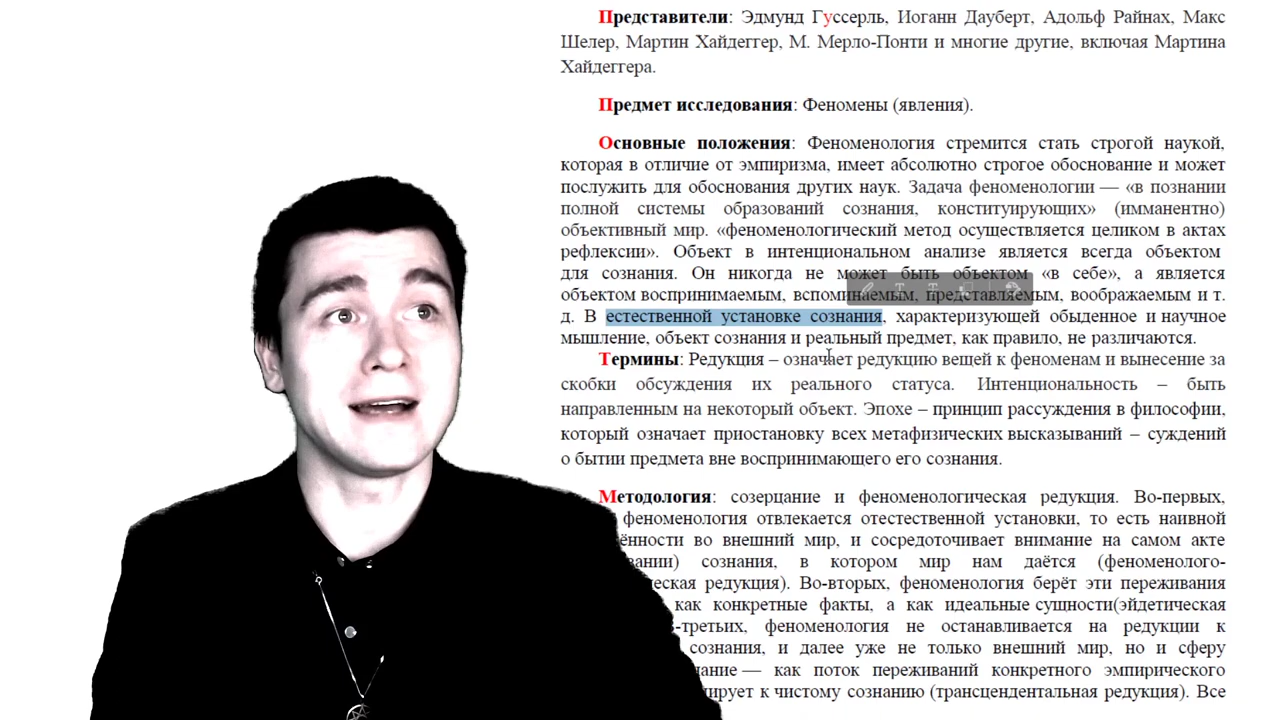 Представители: Эдмунд Гуссерль, Иоганн Дауберт, Адольф Райнах, Макс
Шелер, Мартин Хайдеггер, М. Мерло-Понти и многие другие, включая Мартина
Хайдеггера.
Предмет исследования: Феномены (явления).
Основные положения: Феноменология стремится стать строгой наукой,
которая в отличие от эмпиризма, имеет абсолютно строгое обоснование и может
послужить для обоснования других наук. Задача феноменологии — «в познании
полной системы образований сознания, конституирующих» (имманентно)
объективный мир. «феноменологический метод осуществляется целиком в актах
рефлексии». Объект в интенциональном анализе является всегда объектом
для сознания. Он никогда не может быть объектом «в себе», а является
объектом воспринимаемым, вспоминаемым, представляемым, воображаемым и т.
д. В естественной установке сознания, характеризующей обыденное и научное
мышление, объект сознания и реальный предмет, как правило, не различаются.
Термины: Редукция – означает редукцию вещей к феноменам и вынесение за
скобки обсуждения их реального статуса. Интенциональность – быть
направленным на некоторый объект. Эпохе – принцип рассуждения в философии,
который означает приостановку всех метафизических высказываний – суждений
о бытии предмета вне воспринимающего его сознания.
Методология: созерцание и феноменологическая редукция. Во-первых,
феноменология отвлекается отестественной установки, то есть наивной
во внешний мир, и сосредоточивает внимание на самом акте
сознания, в котором мир нам даётся (феноменолого-
редукция). Во-вторых, феноменология берёт эти переживания
как конкретные факты, а как идеальные сущности(эйдетическая
феноменология не останавливается на редукции к
сознания, и далее уже не только внешний мир, но и сферу
— как поток переживаний конкретного эмпирического
к чистому сознанию (трансцендентальная редукция). Все